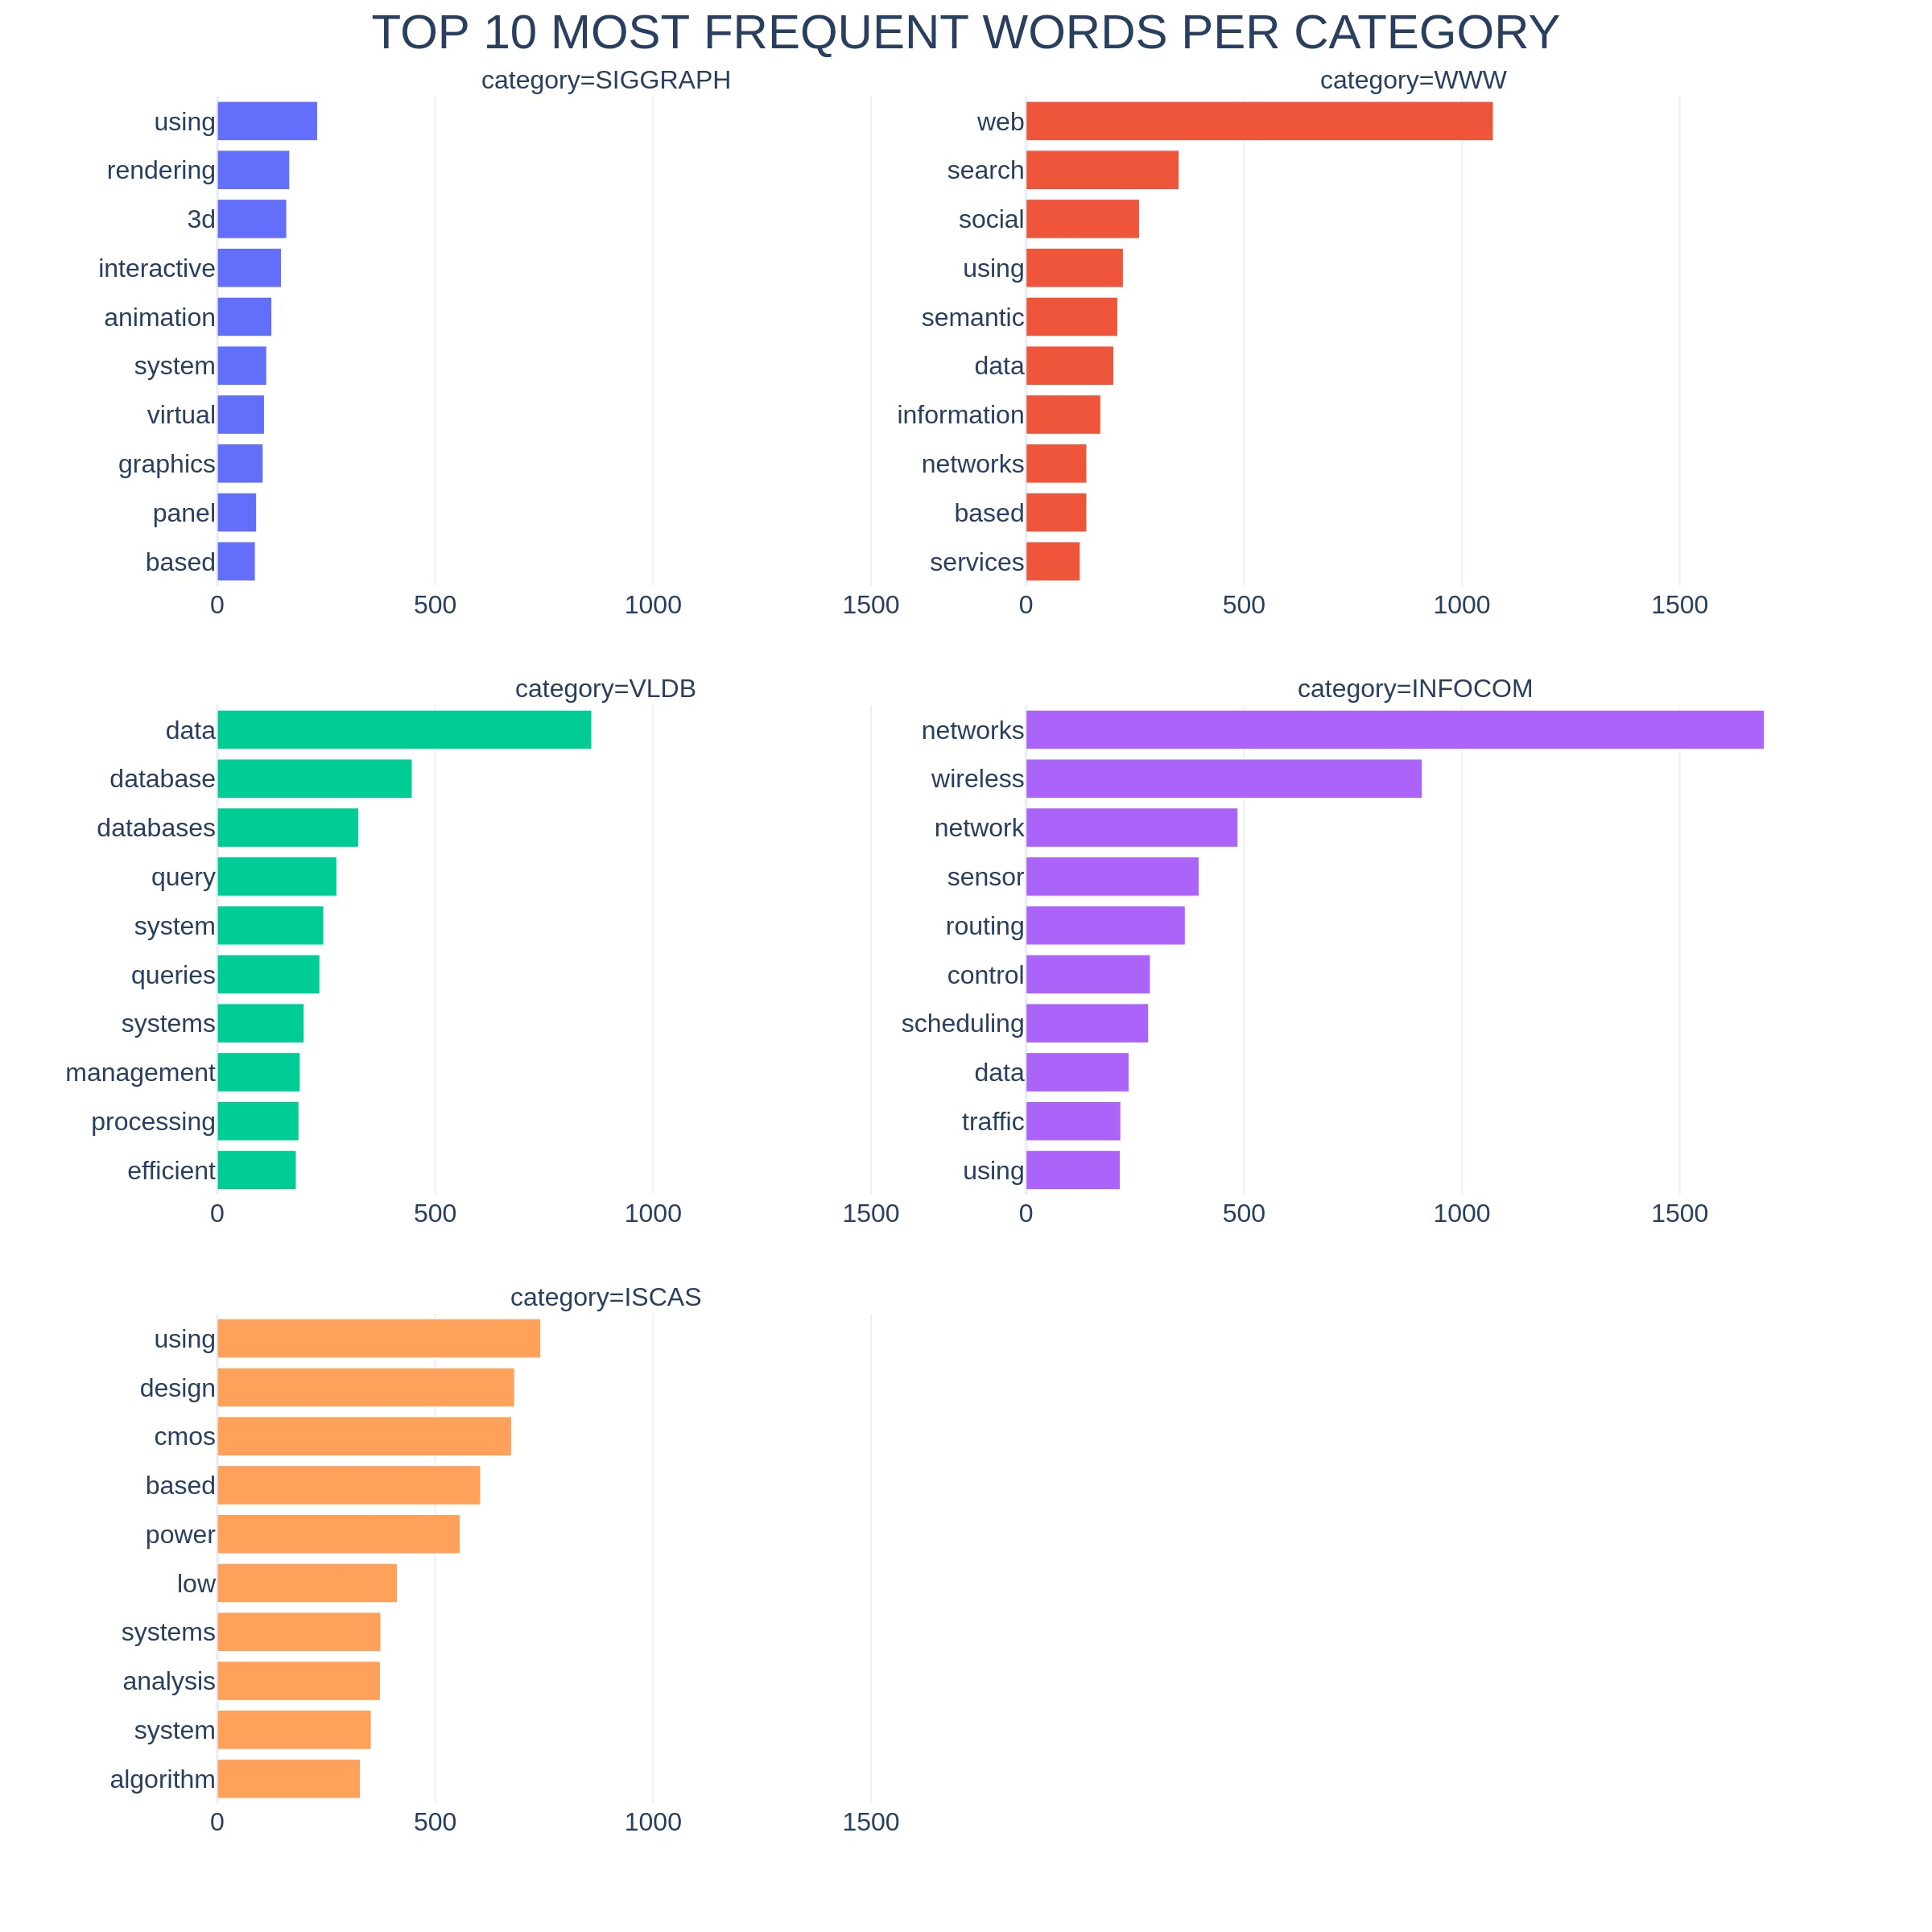 TOP 10 MOST FREQUENT WORDS PER CATEGORY
category=SIGGRAPH
using
rendering
3d
interactive
animation
system
virtual
graphics
panel
based
0 500 1000 1500
category=WWW
web
search
social
using
semantic
data
information
networks
based
services
0 500 1000 1500
category=VLDB
data
database
databases
query
system
queries
systems
management
processing
efficient
0 500 1000 1500
category=INFOCOM
networks
wireless
network
sensor
routing
control
scheduling
data
traffic
using
0 500 1000 1500
category=ISCAS
using
design
cmos
based
power
low
systems
analysis
system
algorithm
0 500 1000 1500